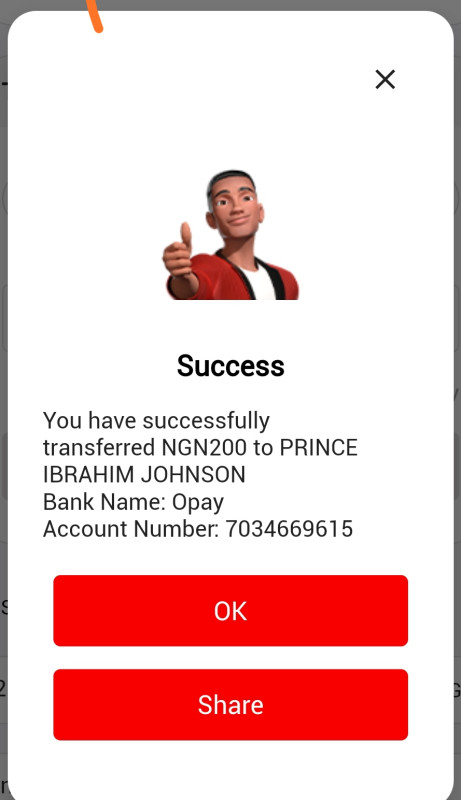 Success
You have successfully
transferred NGN200 to PRINCE
IBRAHIM JOHNSON
Bank Name: Opay
Account Number: 7034669615
OK
Share